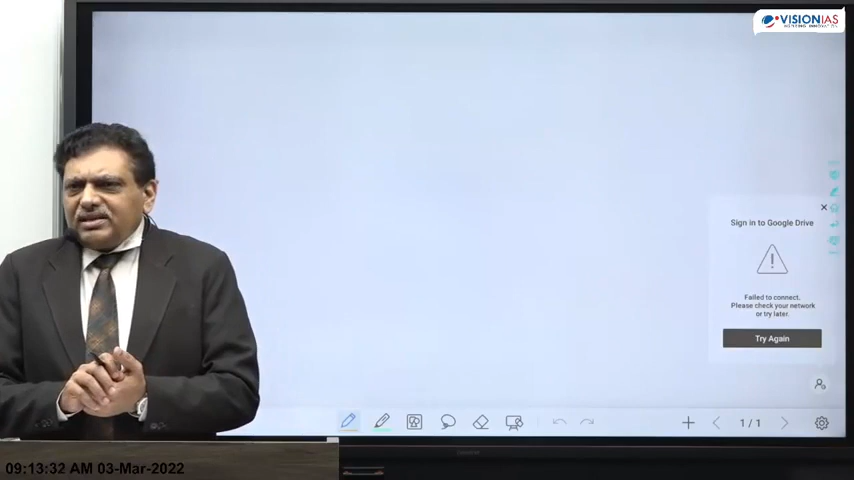 VISIONIAS
Sign in to Google Drive
Failed to connect.
Please check your network
or try later.
Try Again
1/1
09:13:32 AM 03-Mar-2022